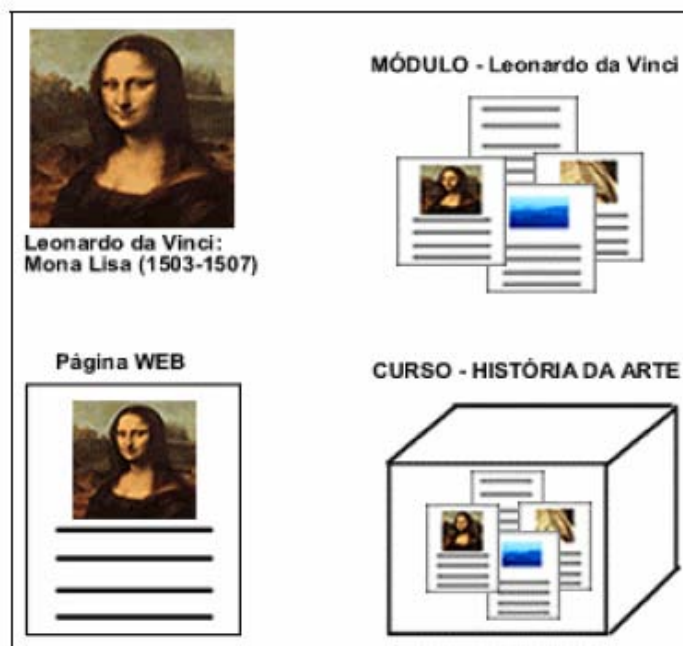 MÓDULO - Leonardo da Vinci
Leonardo da Vinci:
Mona Lisa (1503-1507)
Página WEB
CURSO - HISTÓRIA DA ARTE